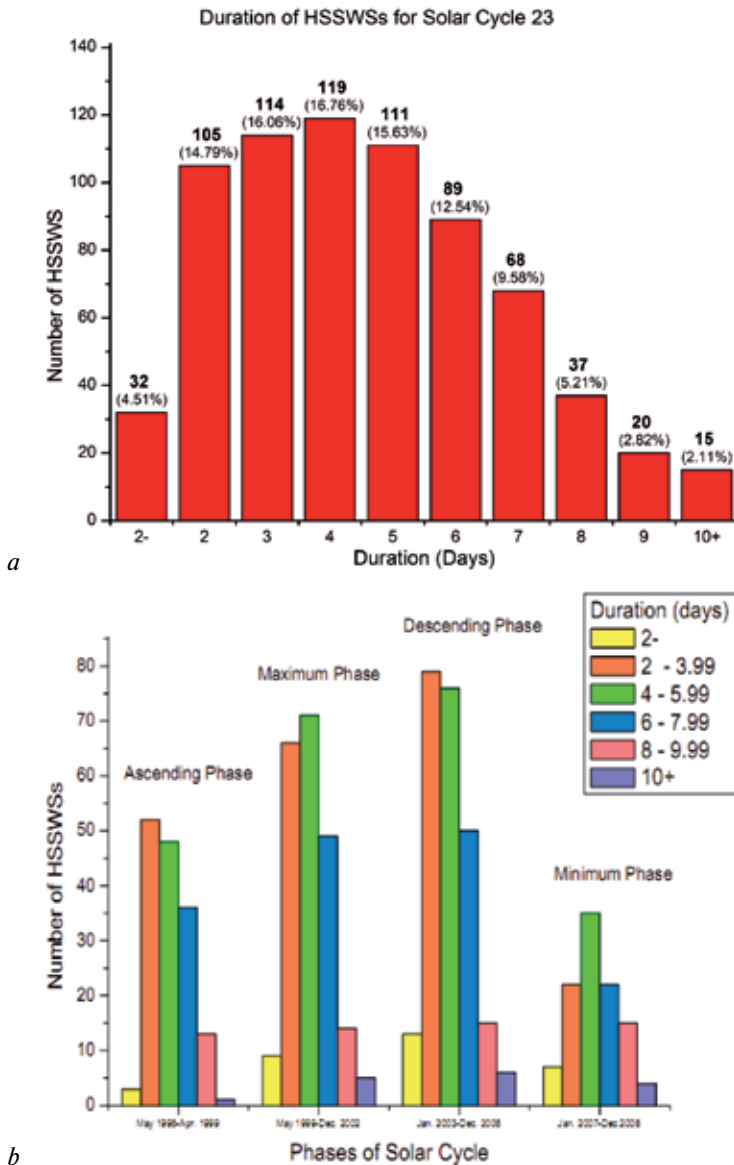 Duration of HSSWSs for Solar Cycle 23
Number of HSSWS
140
120
100
80
60
40
20
0
32
(4.51%)
105
(14.79%)
114
(16.06%)
119
(16.76%)
111
(15.63%)
89
(12.54%)
68
(9.58%)
37
(5.21%)
20
(2.82%)
15
(2.11%)
2- 2 3 4 5 6 7 8 9 10+
Duration (Days)
a
Number of HSSWSs
80
70
60
50
40
30
20
10
0
Ascending Phase
Maximum Phase
Descending Phase
Minimum Phase
Duration (days)
2-
2 - 3.99
4 - 5.99
6 - 7.99
8 - 9.99
10+
May 1996-Apr. 1999 May 1999-Dec. 2002 Jan. 2003-Dec. Jan. 2007-Dec.
Phases of Solar Cycle
b